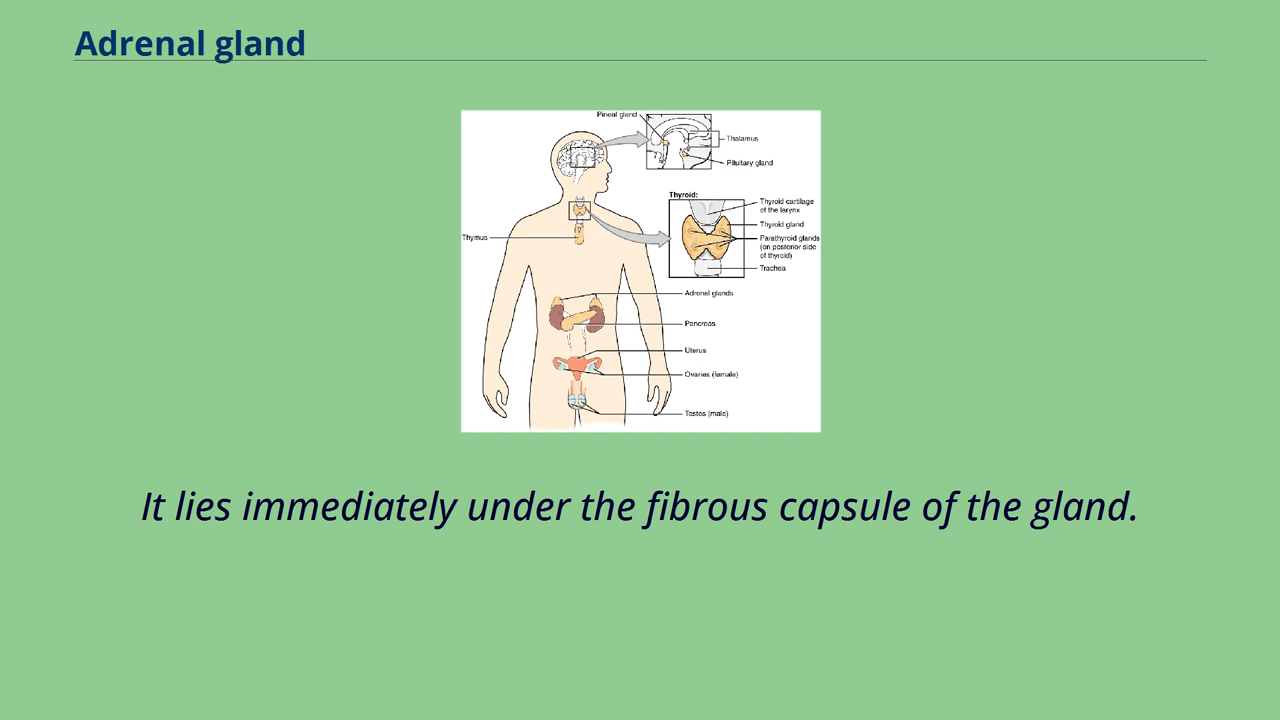 Adrenal gland
Pineal gland
Thalamus
Pituitary gland
Thyroid:
Thyroid cartilage
of the larynx
Thyroid gland
Parathyroid glands
(on posterior side
of thyroid)
Trachea
Thymus
Adrenal glands
Pancreas
Uterus
Ovaries (female)
Testes (male)
It lies immediately under the fibrous capsule of the gland.